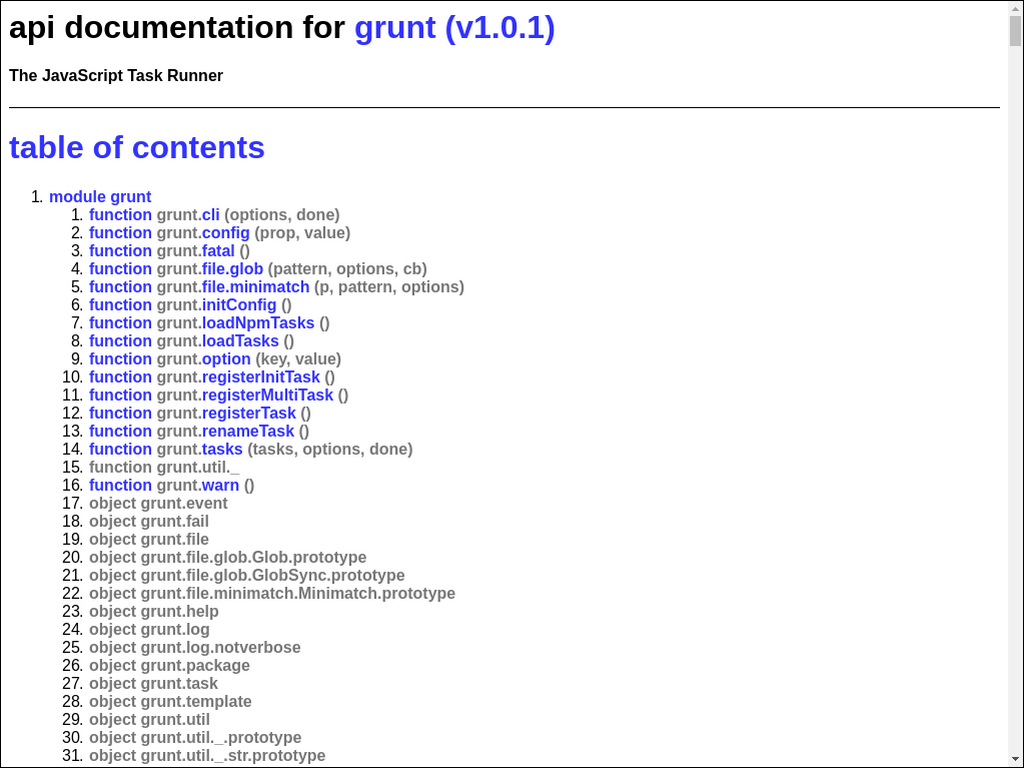 api documentation for grunt (v1.0.1)
The JavaScript Task Runner
table of contents
1. module grunt
1. function grunt.cli (options, done)
2. function grunt.config (prop, value)
3. function grunt.fatal ()
4. function grunt.file.glob (pattern, options, cb)
5. function grunt.file.minimatch (p, pattern, options)
6. function grunt.initConfig ()
7. function grunt.loadNpmTasks ()
8. function grunt.loadTasks ()
9. function grunt.option (key, value)
10. function grunt.registerInitTask ()
11. function grunt.registerMultiTask ()
12. function grunt.registerTask ()
13. function grunt.renameTask ()
14. function grunt.tasks (tasks, options, done)
15. function grunt.util._
16. function grunt.warn ()
17. object grunt.event
18. object grunt.fail
19. object grunt.file
20. object grunt.file.glob.Glob.prototype
21. object grunt.file.glob.GlobSync.prototype
22. object grunt.file.minimatch.Minimatch.prototype
23. object grunt.help
24. object grunt.log
25. object grunt.log.notverbose
26. object grunt.package
27. object grunt.task
28. object grunt.template
29. object grunt.util
30. object grunt.util._.prototype
31. object grunt.util._.str.prototype